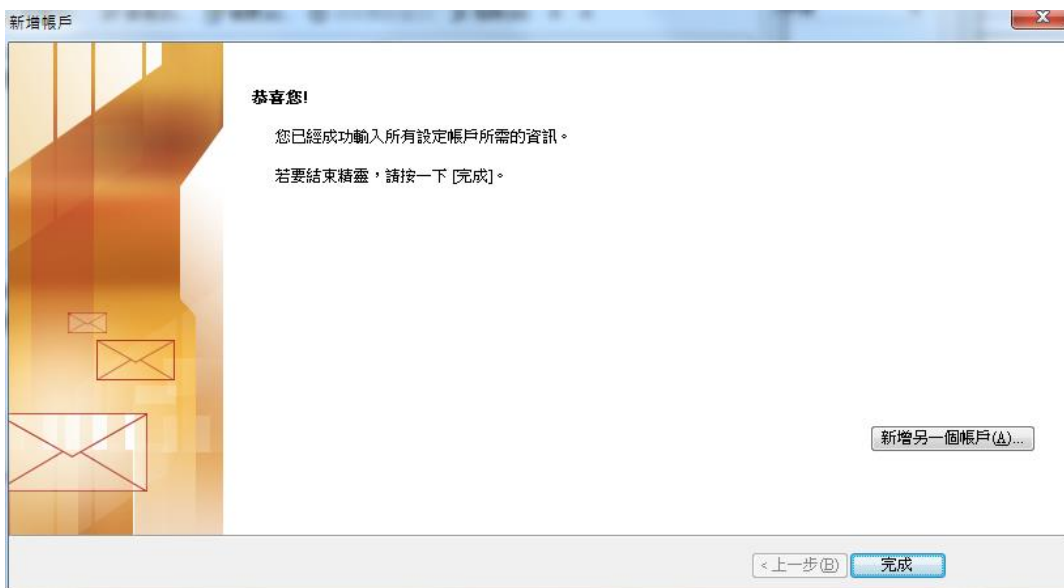 新增帳戶
恭喜您!
您已經成功輸入所有設定帳戶所需的資訊。
若要結束精靈，請按一下 [完成]。
新增另一個帳戶(A)...
<上一步(B)
完成